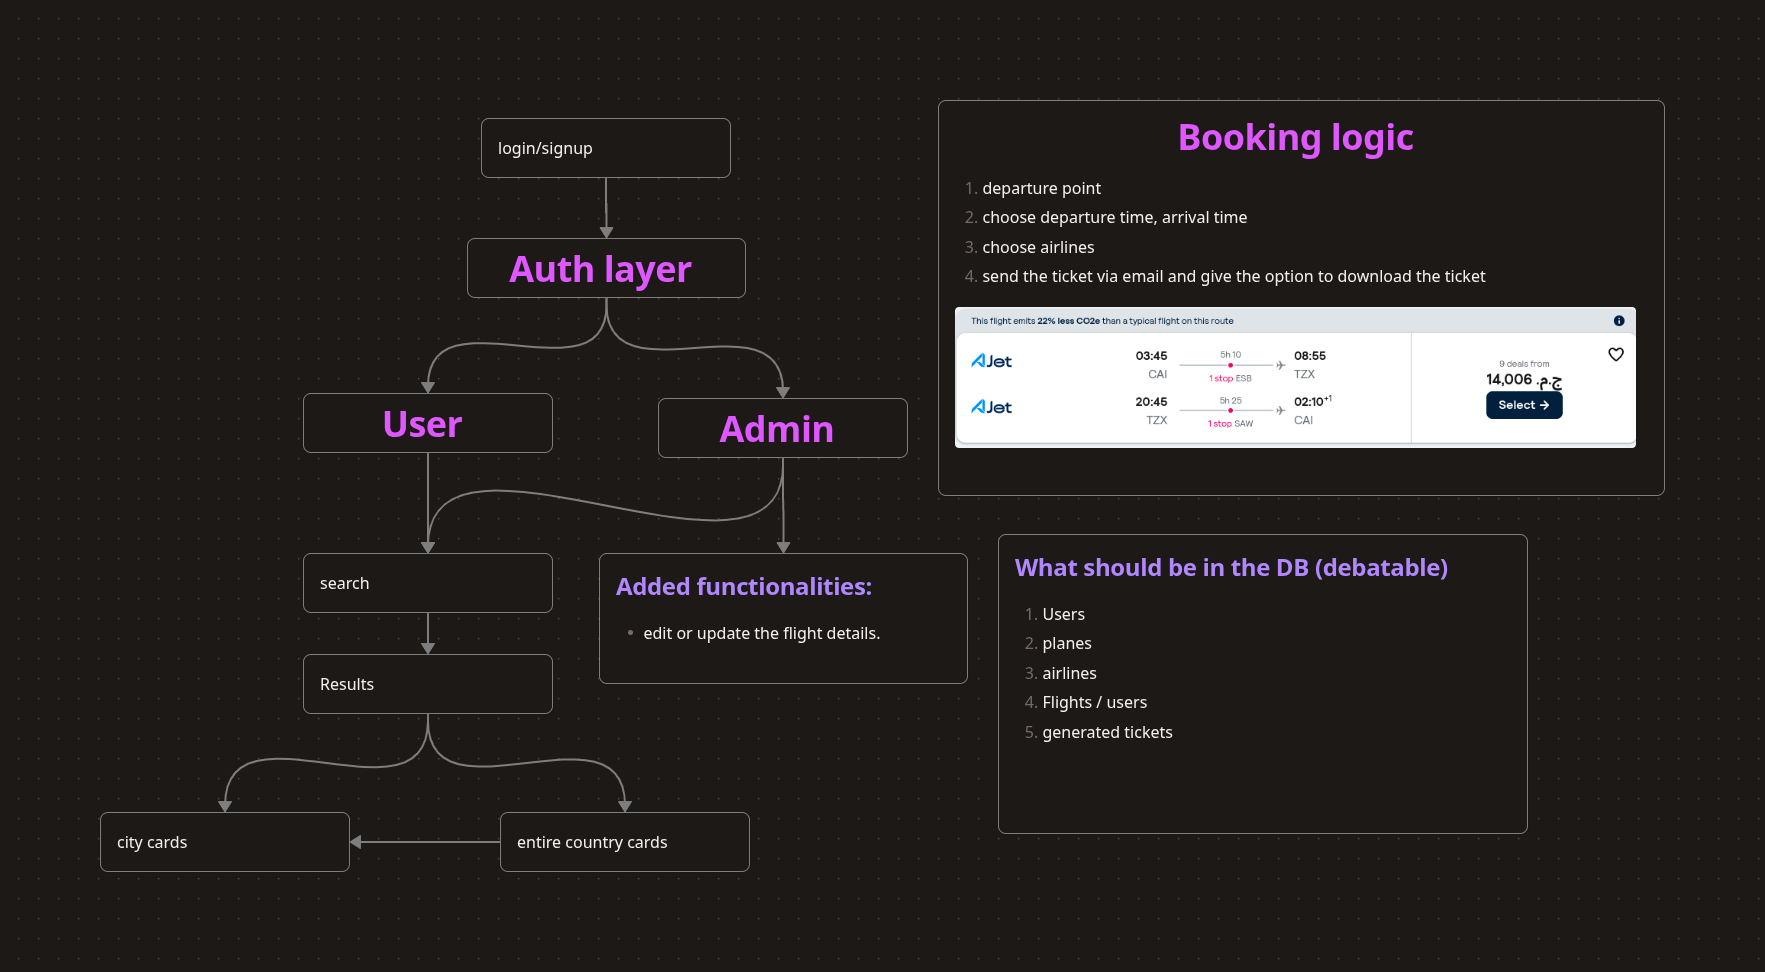 login/signup
Auth layer
User
Admin
search
Added functionalities:
edit or update the flight details.
Results
city cards
entire country cards
Booking logic
1. departure point
2. choose departure time, arrival time
3. choose airlines
4. send the ticket via email and give the option to download the ticket
This flight emits 22% less CO2e than a typical flight on this route
AJet
03:45
5h 10
08:55
CAI
1 stop ESB
TZX
AJet
20:45
5h 25
02:10+1
TZX
1 stop SAW
CAI
9 deals from
14,006 ج.م.
Select →
What should be in the DB (debatable)
1. Users
2. planes
3. airlines
4. Flights / users
5. generated tickets